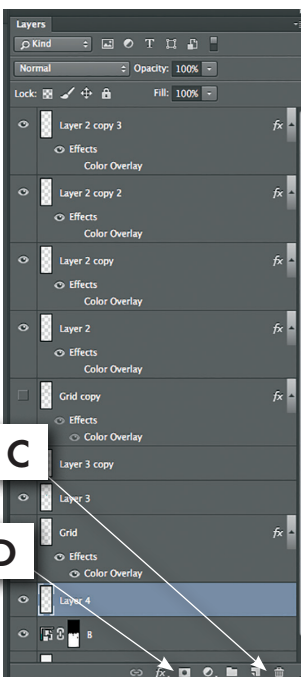 Layers
Kind
Normal Opacity: 100%
Lock: Fill: 100%
Layer 2 copy 3 fx
Effects
Color Overlay
Layer 2 copy 2 fx
Effects
Color Overlay
Layer 2 copy fx
Effects
Color Overlay
Layer 2 fx
Effects
Color Overlay
Grid copy fx
Effects
Color Overlay
C
Layer 3 copy
Layer 3
Grid fx
D
Effects
Color Overlay
Layer 4
B
fx